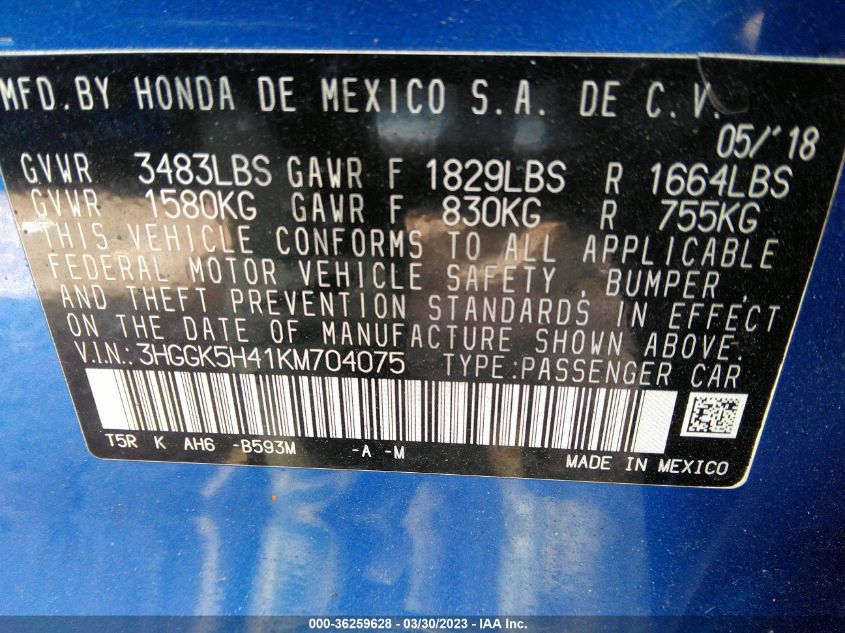 MFD.BY HONDA DE MEXICO S.A. DE C.V.
05/'18
GVWR 3483LBS GAWR F 1829LBS R 1664LBS
GVWR 1580KG GAWR F 830KG R 755KG
THIS VEHICLE CONFORMS TO ALL APPLICABLE
FEDERAL MOTOR VEHICLE SAFETY , BUMPER ,
AND THEFT PREVENTION STANDARDS IN EFFECT
ON THE DATE OF MANUFACTURE SHOWN ABOVE.
V.I.N.: 3HGGK5H41KM704075 TYPE:PASSENGER CAR
T5R K AH6 -B593M -A -M
MADE IN MEXICO
000-36259628 - 03/30/2023 - IAA Inc.